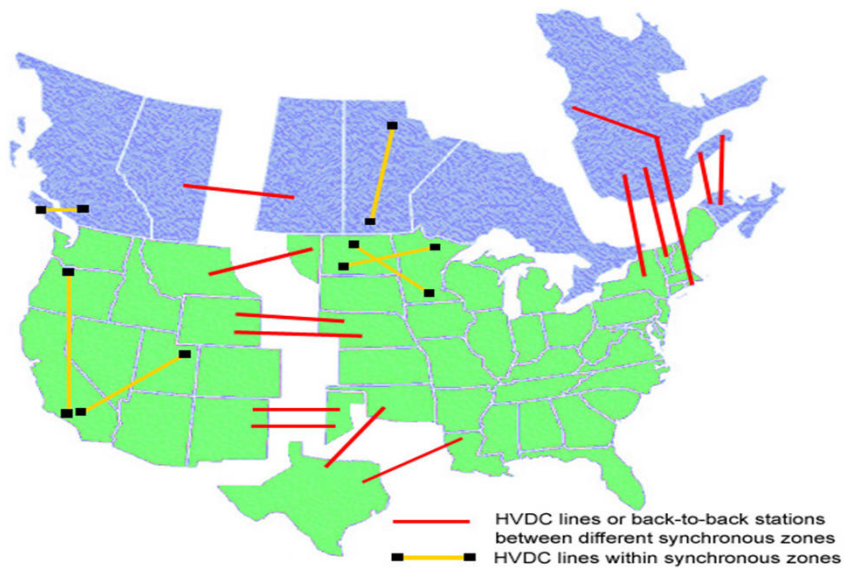 HVDC lines or back-to-back stations
between different synchronous zones
HVDC lines within synchronous zones